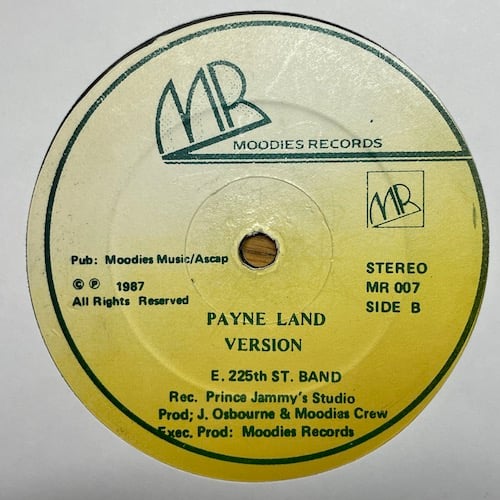 MR
MOODIES RECORDS
MR
Pub: Moodies Music/Ascap
© ℗ 1987
All Rights Reserved
STEREO
MR 007
SIDE B
PAYNE LAND
VERSION
E. 225th ST. BAND
Rec. Prince Jammy's Studio
Prod; J. Osbourne & Moodies Crew
Exec. Prod: Moodies Records